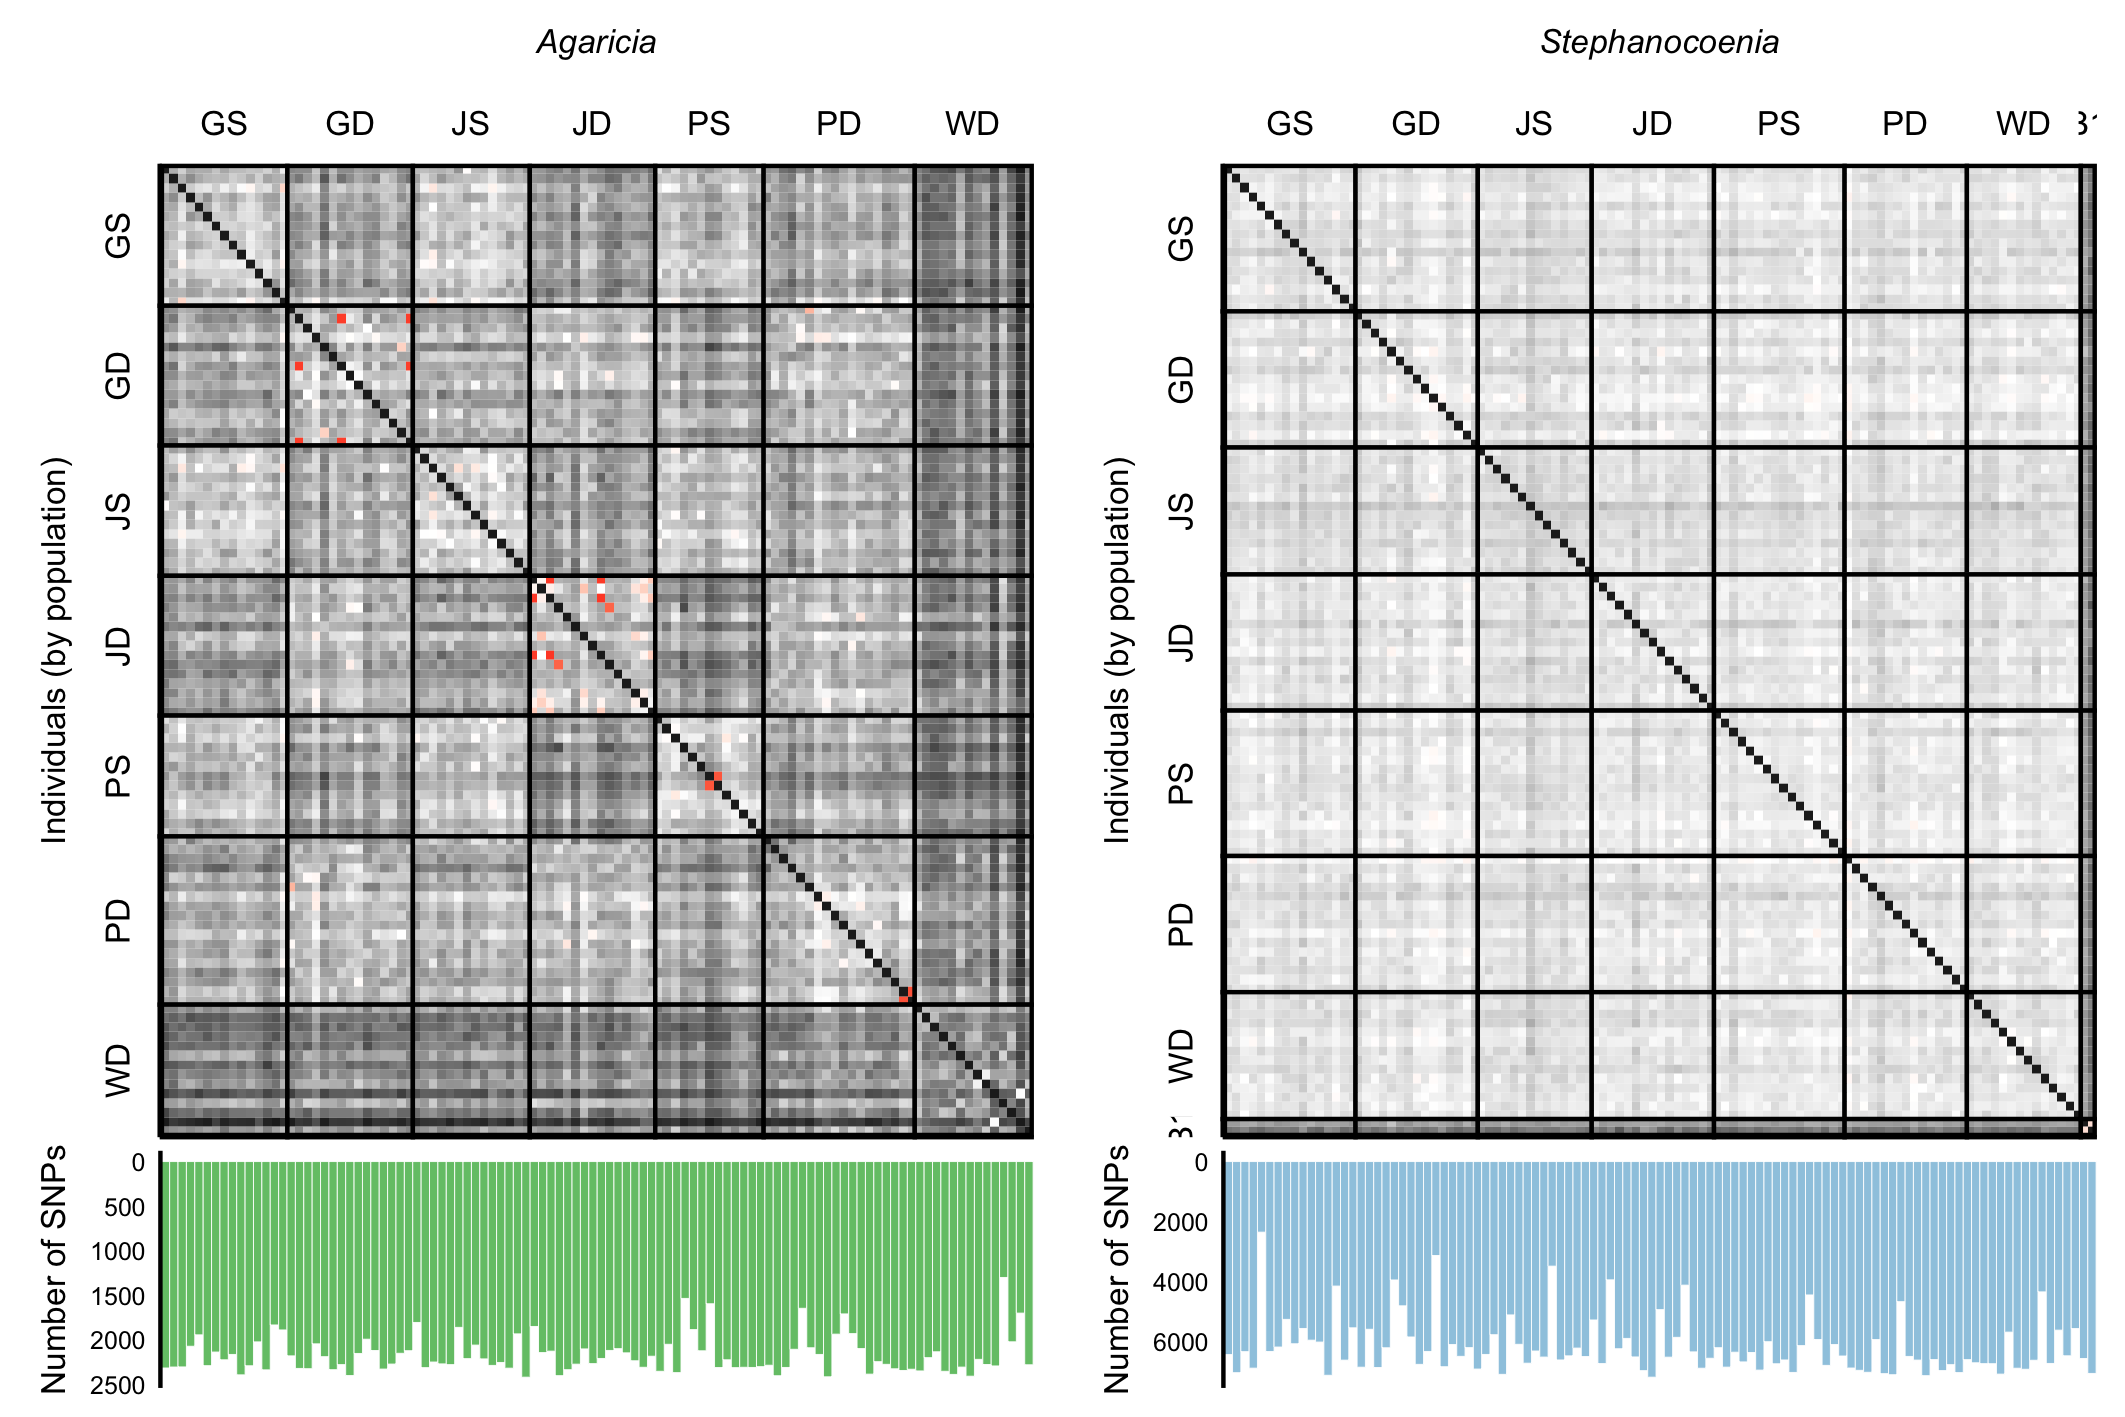 Agaricia
Stephanocoenia
GS GD JS JD PS PD WD
GS GD JS JD PS PD WD
Individuals (by population)
GS
GD
JS
JD
PS
PD
WD
Individuals (by population)
GS
GD
JS
JD
PS
PD
WD
Number of SNPs
0
500
1000
1500
2000
2500
Number of SNPs
0
2000
4000
6000